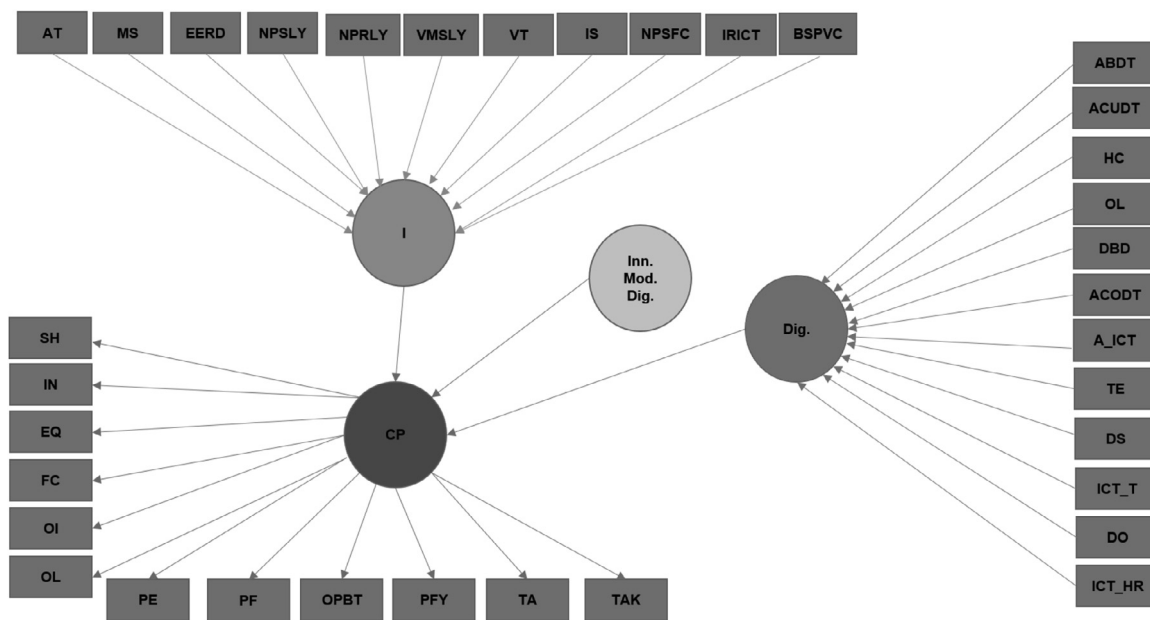 AT
MS
EERD
NPSLY
NPRLY
VMSLY
VT
IS
NPSFC
IRICT
BSPVC
ABDT
ACUDT
HC
OL
DBD
ACODT
A_ICT
TE
DS
ICT_T
DO
ICT_HR
I
Inn.
Mod.
Dig.
Dig.
CP
SH
IN
EQ
FC
OI
OL
PE
PF
OPBT
PFY
TA
TAK